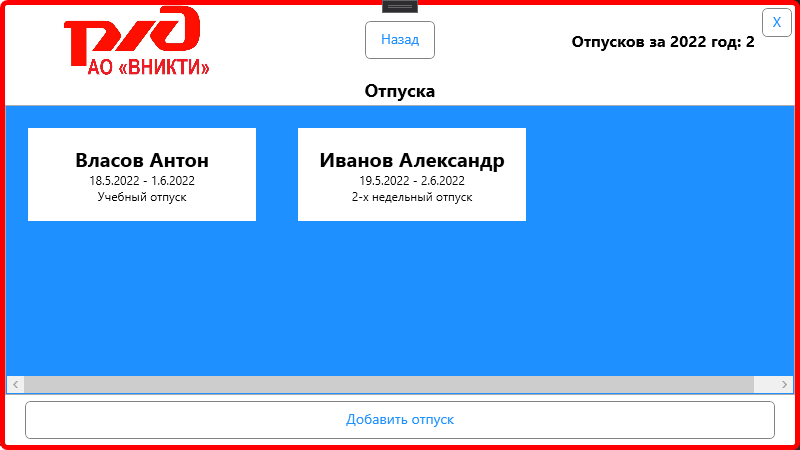 АО «ВНИКТИ»
Назад
Отпусков за 2022 год: 2
X
Отпуска
Власов Антон
18.5.2022 - 1.6.2022
Учебный отпуск
Иванов Александр
19.5.2022 - 2.6.2022
2-х недельный отпуск
Добавить отпуск